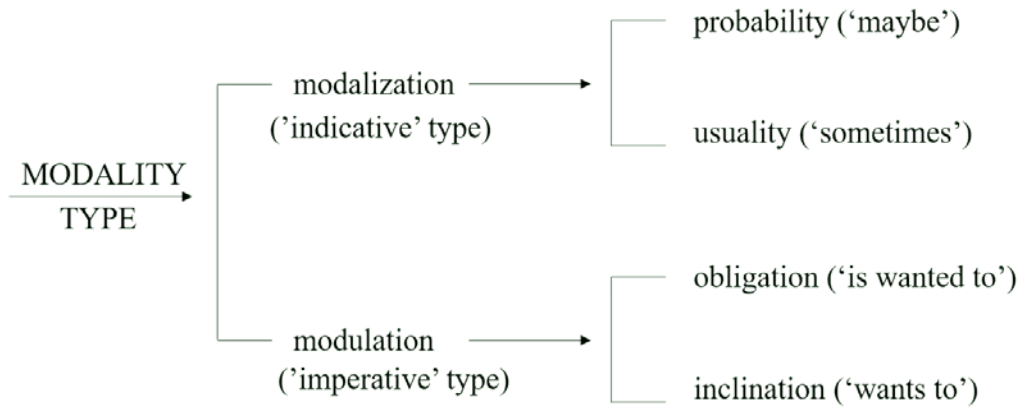 probability (‘maybe’)
modalization
(’indicative’ type)
usuality (‘sometimes’)
MODALITY
TYPE
obligation (‘is wanted to’)
modulation
(’imperative’ type)
inclination (‘wants to’)